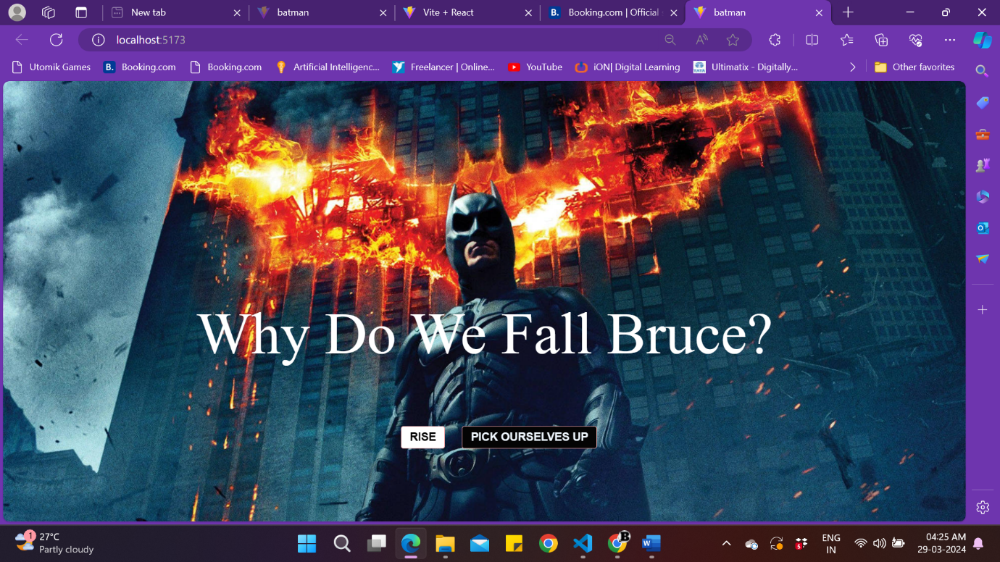 New tab
batman
Vite + React
B. Booking.com | Official
batman
localhost:5173
Utomik Games
B. Booking.com
Booking.com
Artificial Intelligenc...
Freelancer | Online...
YouTube
iON| Digital Learning
TATA Ultimatix - Digitally...
Other favorites
Why Do We Fall Bruce?
RISE
PICK OURSELVES UP
1
27°C
Partly cloudy
B
5
ENG
IN
04:25 AM
29-03-2024